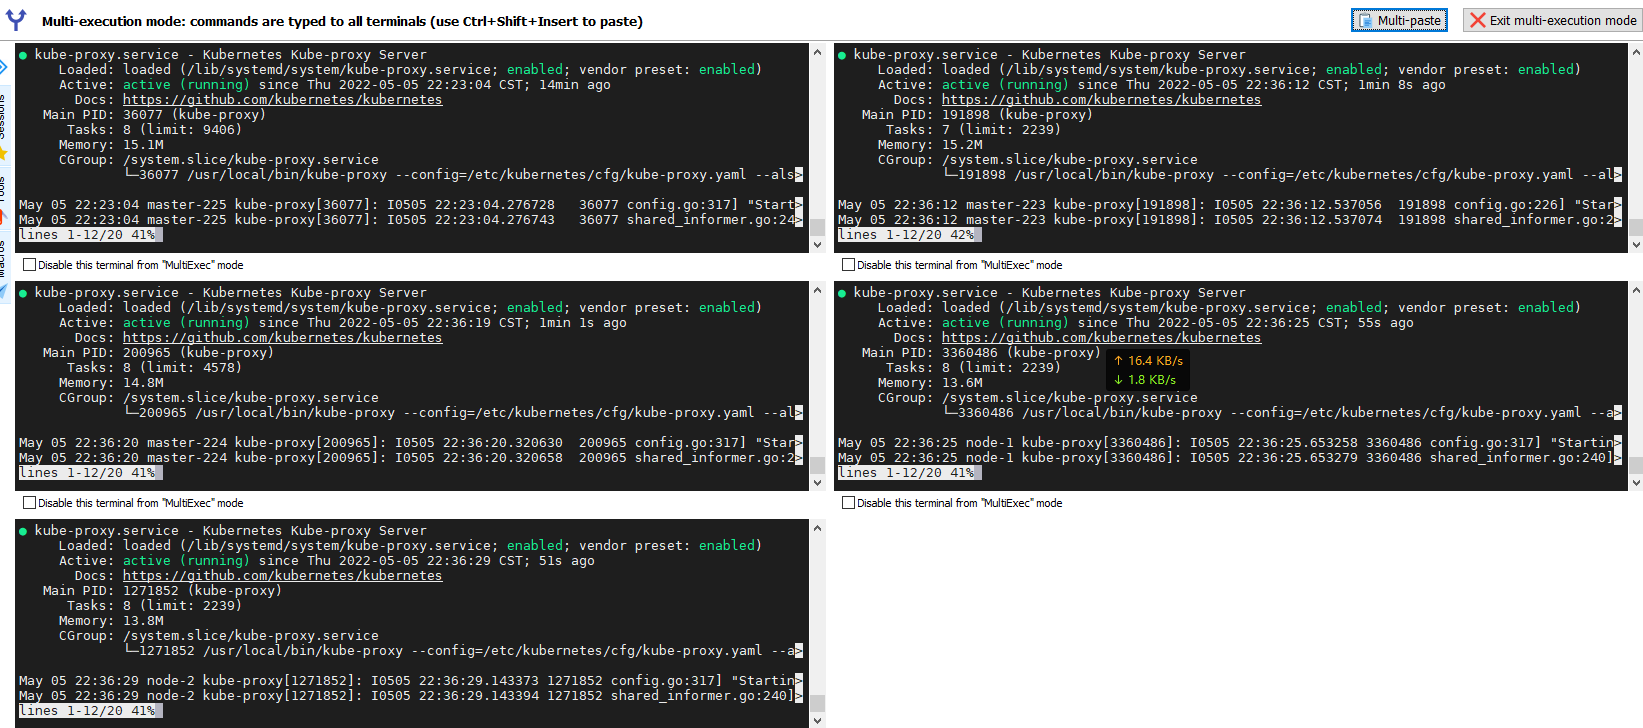 Multi-execution mode: commands are typed to all terminals (use Ctrl+Shift+Insert to paste)
Multi-paste
Exit multi-execution mode
Sessions
Tools
Macros
● kube-proxy.service - Kubernetes Kube-proxy Server
Loaded: loaded (/lib/systemd/system/kube-proxy.service; enabled; vendor preset: enabled)
Active: active (running) since Thu 2022-05-05 22:23:04 CST; 14min ago
Docs: https://github.com/kubernetes/kubernetes
Main PID: 36077 (kube-proxy)
Tasks: 8 (limit: 9406)
Memory: 15.1M
CGroup: /system.slice/kube-proxy.service
└─36077 /usr/local/bin/kube-proxy --config=/etc/kubernetes/cfg/kube-proxy.yaml --als>
May 05 22:23:04 master-225 kube-proxy[36077]: I0505 22:23:04.276728   36077 config.go:317] "Start>
May 05 22:23:04 master-225 kube-proxy[36077]: I0505 22:23:04.276743   36077 shared_informer.go:24>
lines 1-12/20 41%
Disable this terminal from "MultiExec" mode
● kube-proxy.service - Kubernetes Kube-proxy Server
Loaded: loaded (/lib/systemd/system/kube-proxy.service; enabled; vendor preset: enabled)
Active: active (running) since Thu 2022-05-05 22:36:12 CST; 1min 8s ago
Docs: https://github.com/kubernetes/kubernetes
Main PID: 191898 (kube-proxy)
Tasks: 7 (limit: 2239)
Memory: 15.2M
CGroup: /system.slice/kube-proxy.service
└─191898 /usr/local/bin/kube-proxy --config=/etc/kubernetes/cfg/kube-proxy.yaml --al>
May 05 22:36:12 master-223 kube-proxy[191898]: I0505 22:36:12.537056  191898 config.go:226] "Star>
May 05 22:36:12 master-223 kube-proxy[191898]: I0505 22:36:12.537074  191898 shared_informer.go:2>
lines 1-12/20 42%
Disable this terminal from "MultiExec" mode
● kube-proxy.service - Kubernetes Kube-proxy Server
Loaded: loaded (/lib/systemd/system/kube-proxy.service; enabled; vendor preset: enabled)
Active: active (running) since Thu 2022-05-05 22:36:19 CST; 1min 1s ago
Docs: https://github.com/kubernetes/kubernetes
Main PID: 200965 (kube-proxy)
Tasks: 8 (limit: 4578)
Memory: 14.8M
CGroup: /system.slice/kube-proxy.service
└─200965 /usr/local/bin/kube-proxy --config=/etc/kubernetes/cfg/kube-proxy.yaml --al>
May 05 22:36:20 master-224 kube-proxy[200965]: I0505 22:36:20.320630  200965 config.go:317] "Star>
May 05 22:36:20 master-224 kube-proxy[200965]: I0505 22:36:20.320658  200965 shared_informer.go:2>
lines 1-12/20 41%
Disable this terminal from "MultiExec" mode
● kube-proxy.service - Kubernetes Kube-proxy Server
Loaded: loaded (/lib/systemd/system/kube-proxy.service; enabled; vendor preset: enabled)
Active: active (running) since Thu 2022-05-05 22:36:25 CST; 55s ago
Docs: https://github.com/kubernetes/kubernetes
Main PID: 3360486 (kube-proxy)
↑ 16.4 KB/s
Tasks: 8 (limit: 2239)
↓ 1.8 KB/s
Memory: 13.6M
CGroup: /system.slice/kube-proxy.service
└─3360486 /usr/local/bin/kube-proxy --config=/etc/kubernetes/cfg/kube-proxy.yaml --a>
May 05 22:36:25 node-1 kube-proxy[3360486]: I0505 22:36:25.653258 3360486 config.go:317] "Startin>
May 05 22:36:25 node-1 kube-proxy[3360486]: I0505 22:36:25.653279 3360486 shared_informer.go:240]>
lines 1-12/20 41%
Disable this terminal from "MultiExec" mode
● kube-proxy.service - Kubernetes Kube-proxy Server
Loaded: loaded (/lib/systemd/system/kube-proxy.service; enabled; vendor preset: enabled)
Active: active (running) since Thu 2022-05-05 22:36:29 CST; 51s ago
Docs: https://github.com/kubernetes/kubernetes
Main PID: 1271852 (kube-proxy)
Tasks: 8 (limit: 2239)
Memory: 13.8M
CGroup: /system.slice/kube-proxy.service
└─1271852 /usr/local/bin/kube-proxy --config=/etc/kubernetes/cfg/kube-proxy.yaml --a>
May 05 22:36:29 node-2 kube-proxy[1271852]: I0505 22:36:29.143373 1271852 config.go:317] "Startin>
May 05 22:36:29 node-2 kube-proxy[1271852]: I0505 22:36:29.143394 1271852 shared_informer.go:240]>
lines 1-12/20 41%